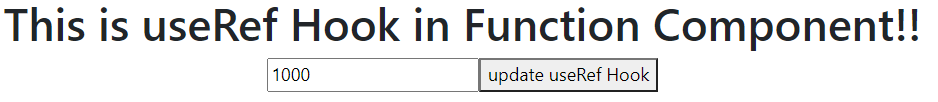 This is useRef Hook in Function Component!!
1000 update useRef Hook